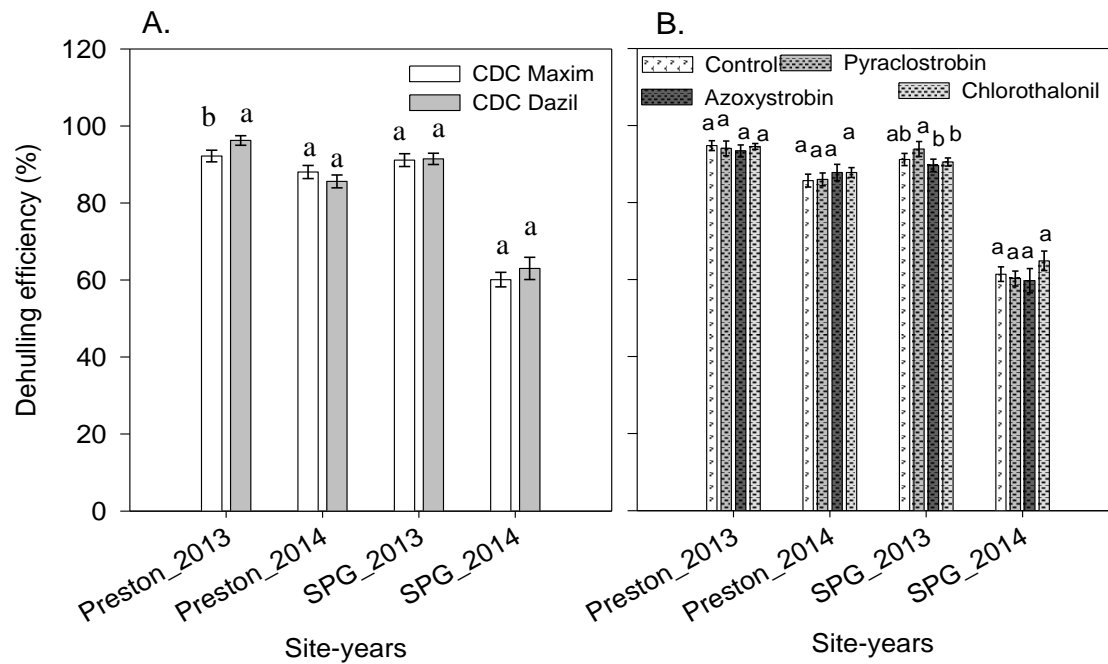 A.
B.
120
100
80
60
40
20
0
Dehulling efficiency (%)
CDC Maxim
CDC Dazil
b a
a a
a a
a a
Preston_2013
Preston_2014
SPG_2013
SPG_2014
Site-years
Control Pyraclostrobin
Azoxystrobin Chlorothalonil
a a a a
a a a a
ab a b b
a a a a
Preston_2013
Preston_2014
SPG_2013
SPG_2014
Site-years